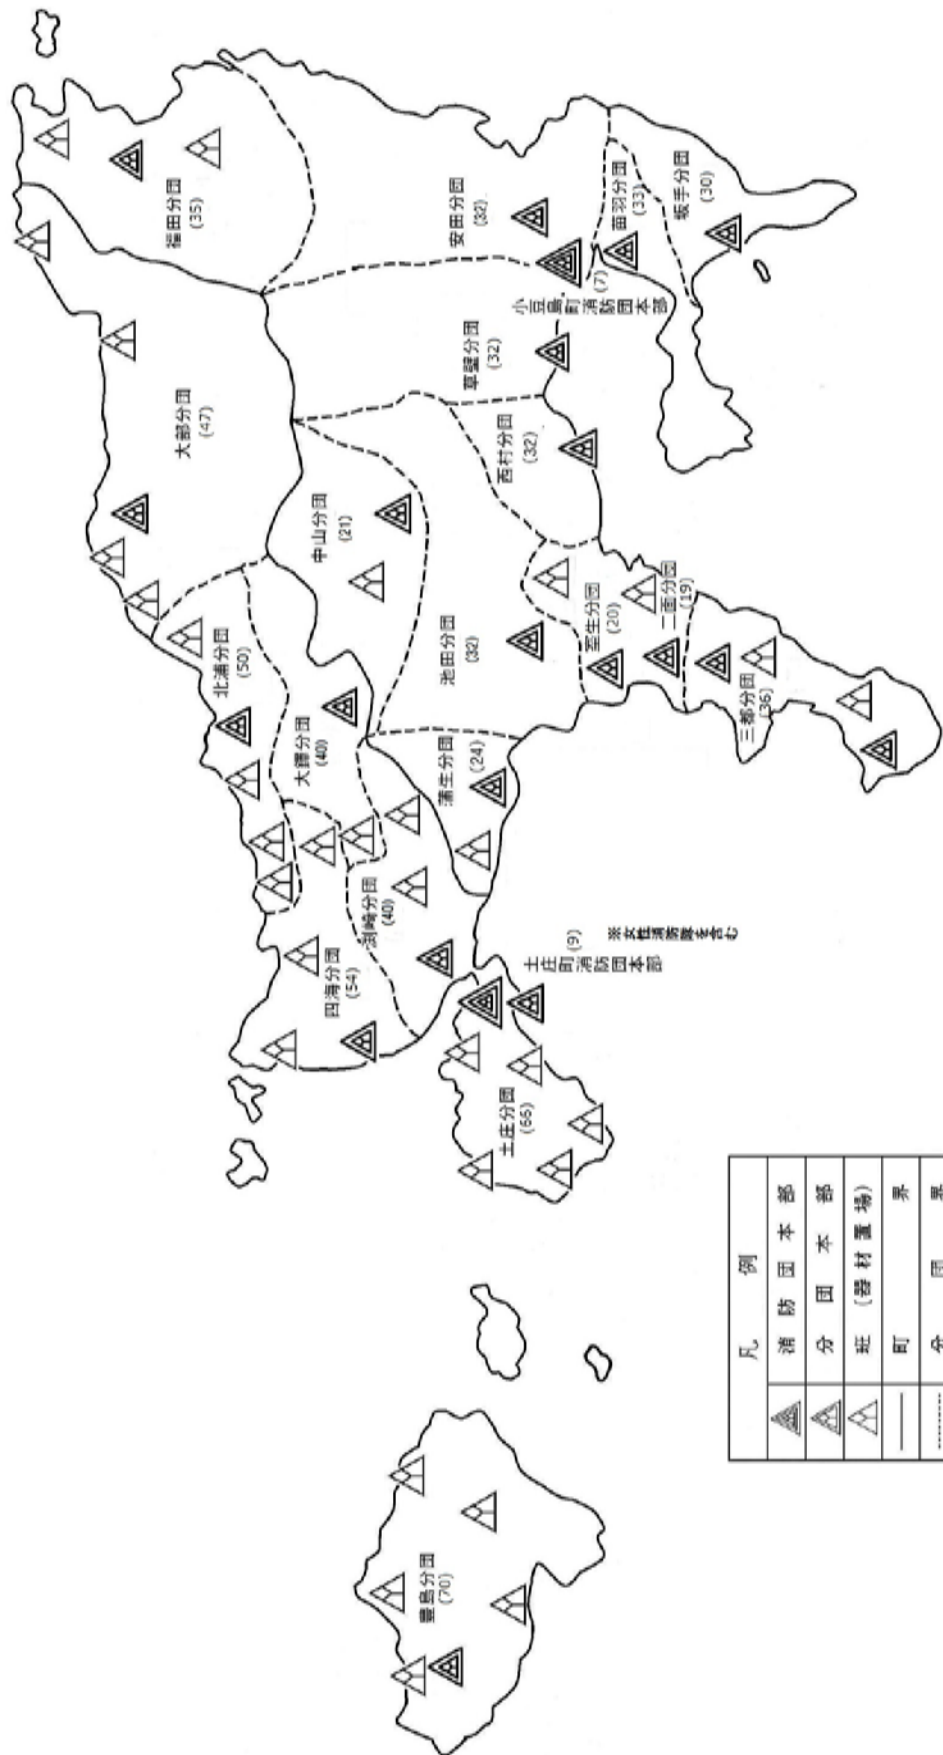 福田分団
(35)
大部分団
(47)
安田分団
(32)
苗羽分団
(33)
坂手分団
(30)
(7)
小豆島町消防団本部
草壁分団
(32)
西村分団
(32)
中山分団
(21)
池田分団
(32)
室生分団
(20)
二面分団
(19)
三都分団
(36)
蒲生分団
(24)
北浦分団
(50)
大鐸分団
(40)
渕崎分団
(40)
四海分団
(54)
(9)
土庄町消防団本部
※女性消防隊を含む
土庄分団
(66)
豊島分団
(70)
凡例
消防団本部
分団本部
班(器材置場)
町界
分団界